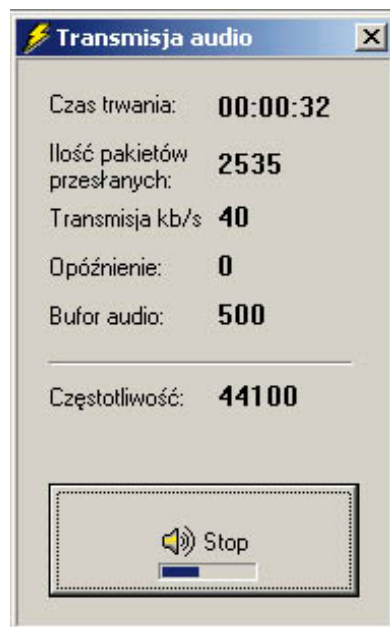 Transmisja audio
Czas trwania: 00:00:32
Ilość pakietów
przesłanych: 2535
Transmisja kb/s 40
Opóźnienie: 0
Bufor audio: 500
Częstotliwość: 44100
Stop